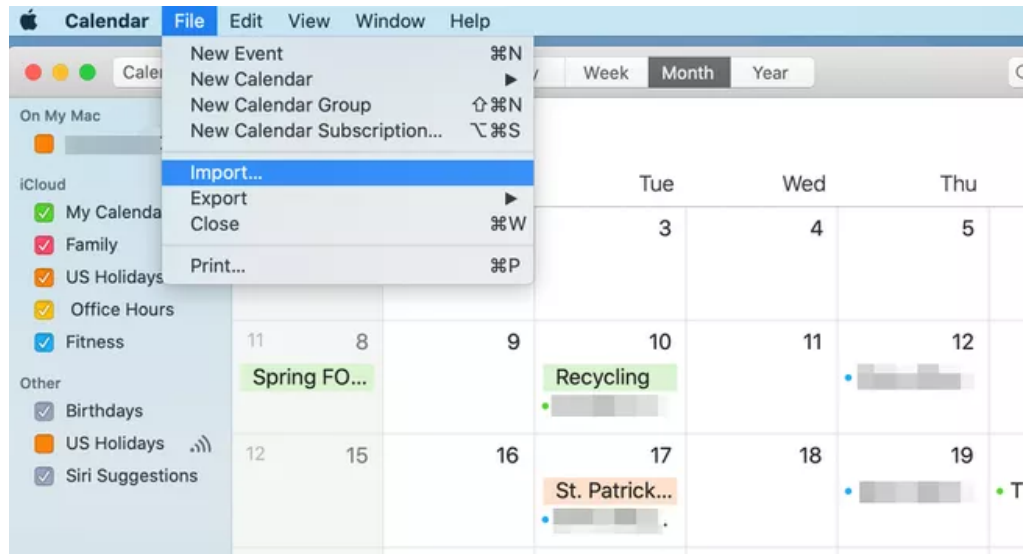 Calendar File Edit View Window Help
New Event ⌘N
New Calendar ▶
New Calendar Group ⇧⌘N
New Calendar Subscription... ⌥⌘S
Import...
Export ▶
Close ⌘W
Print... ⌘P
Week Month Year
On My Mac
iCloud
My Calenda
Family
US Holidays
Office Hours
Fitness
Other
Birthdays
US Holidays
Siri Suggestions
Tue Wed Thu
3 4 5
11 8 9 10 11 12
Spring FO... Recycling
12 15 16 17 18 19
St. Patrick...
T